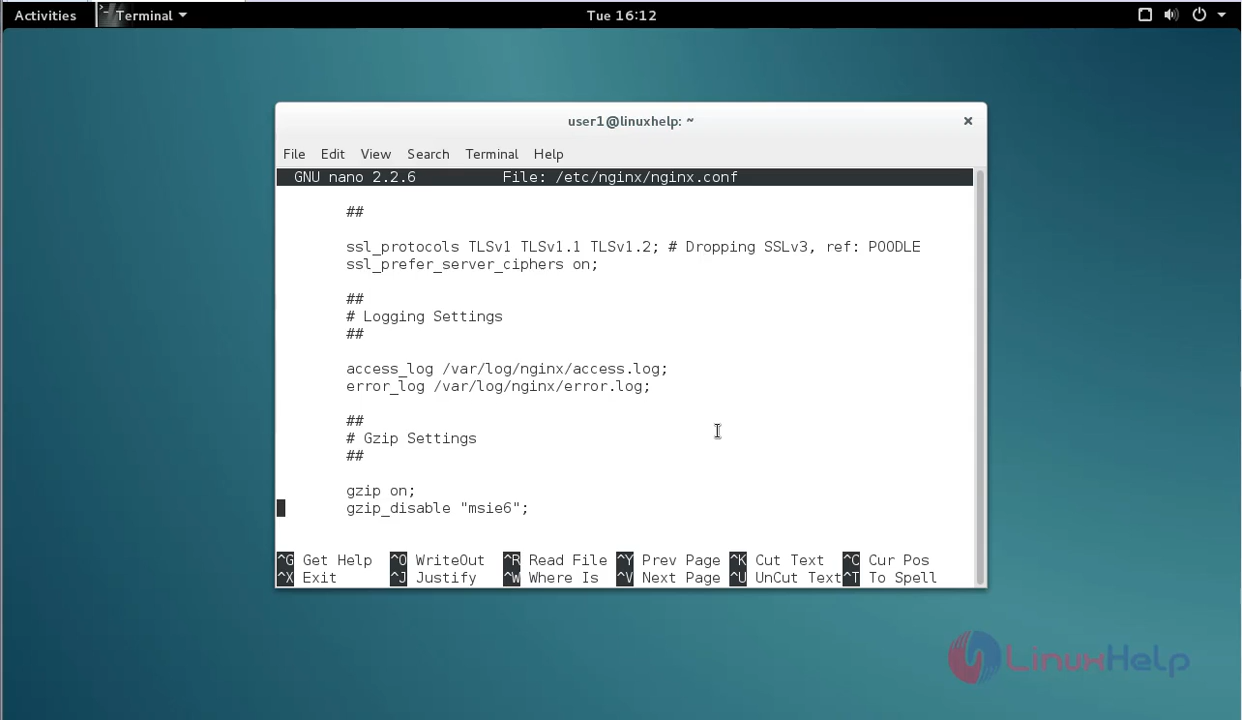 Activities Terminal Tue 16:12
user1@linuxhelp: ~
File Edit View Search Terminal Help
GNU nano 2.2.6 File: /etc/nginx/nginx.conf
##
ssl_protocols TLSv1 TLSv1.1 TLSv1.2; # Dropping SSLv3, ref: POODLE
ssl_prefer_server_ciphers on;
##
# Logging Settings
##
access_log /var/log/nginx/access.log;
error_log /var/log/nginx/error.log;
##
# Gzip Settings
##
gzip on;
gzip_disable "msie6";
^G Get Help ^O WriteOut ^R Read File ^Y Prev Page ^K Cut Text ^C Cur Pos
^X Exit ^J Justify ^W Where Is ^V Next Page ^U UnCut Text ^T To Spell
LinuxHelp